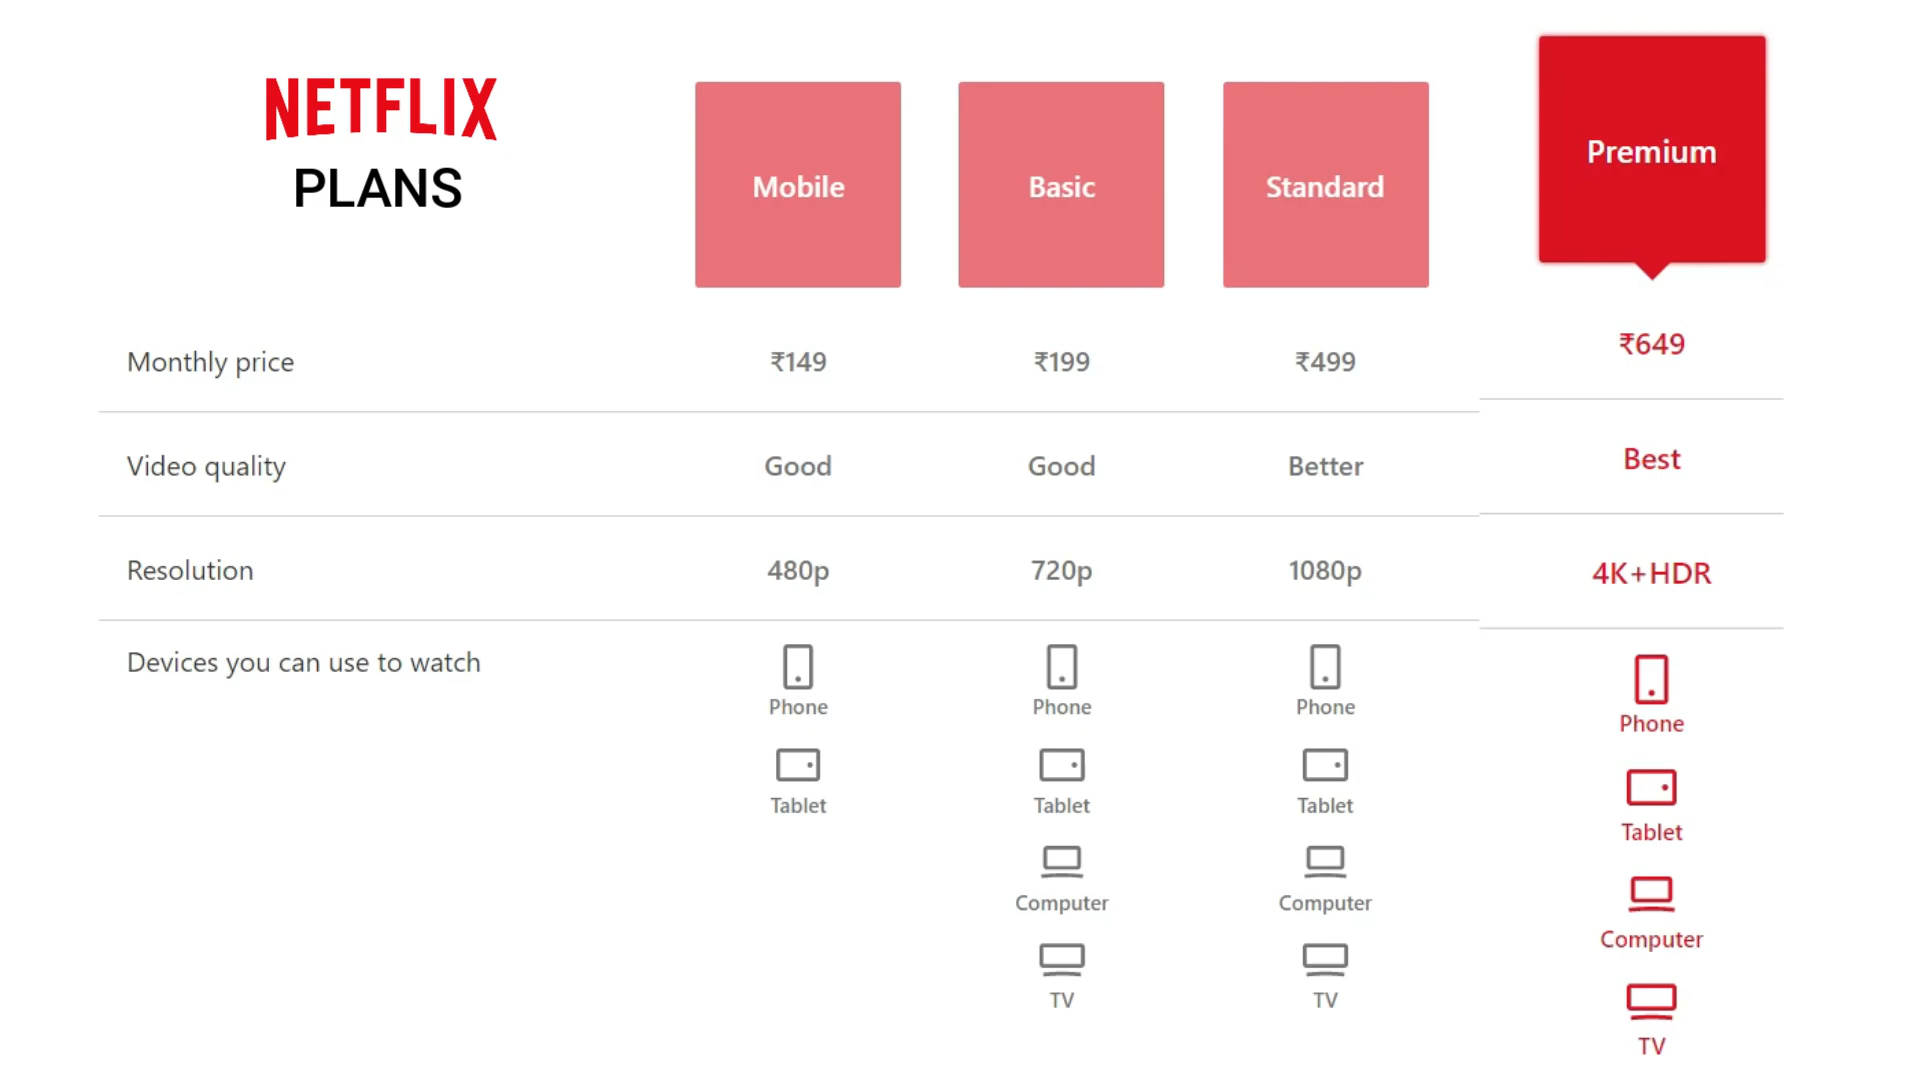 NETFLIX
PLANS
Mobile Basic Standard Premium
Monthly price ₹149 ₹199 ₹499 ₹649
Video quality Good Good Better Best
Resolution 480p 720p 1080p 4K+HDR
Devices you can use to watch
Phone Phone Phone Phone
Tablet Tablet Tablet Tablet
Computer Computer Computer
TV TV TV